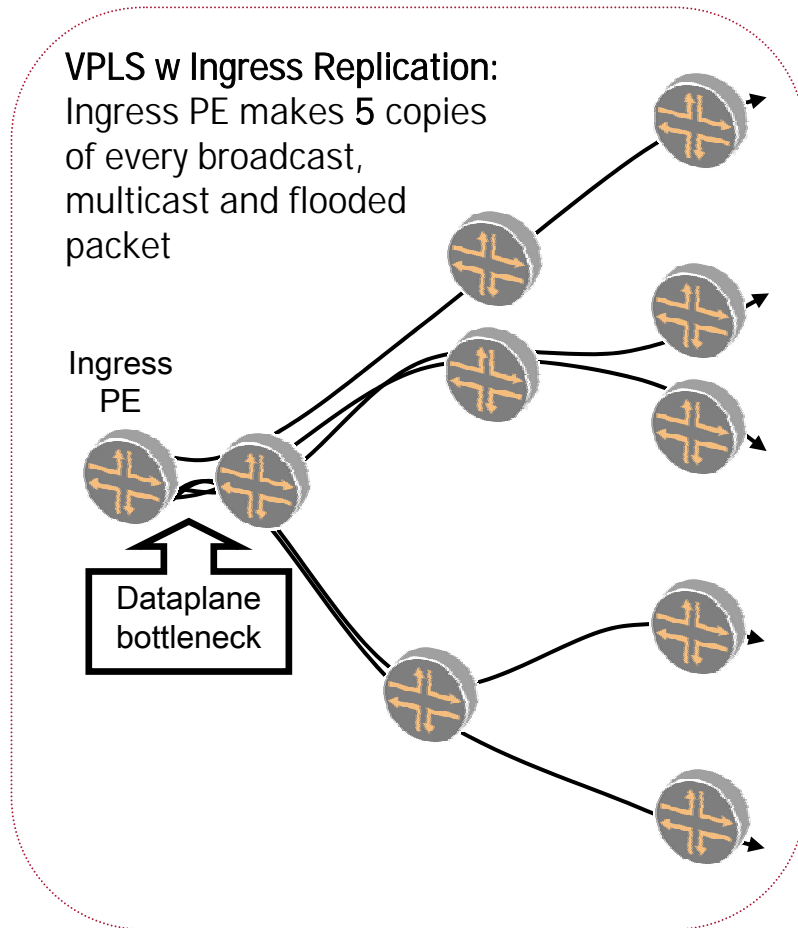 VPLS w Ingress Replication:
Ingress PE makes 5 copies
of every broadcast,
multicast and flooded
packet
Ingress
PE
Dataplane
bottleneck